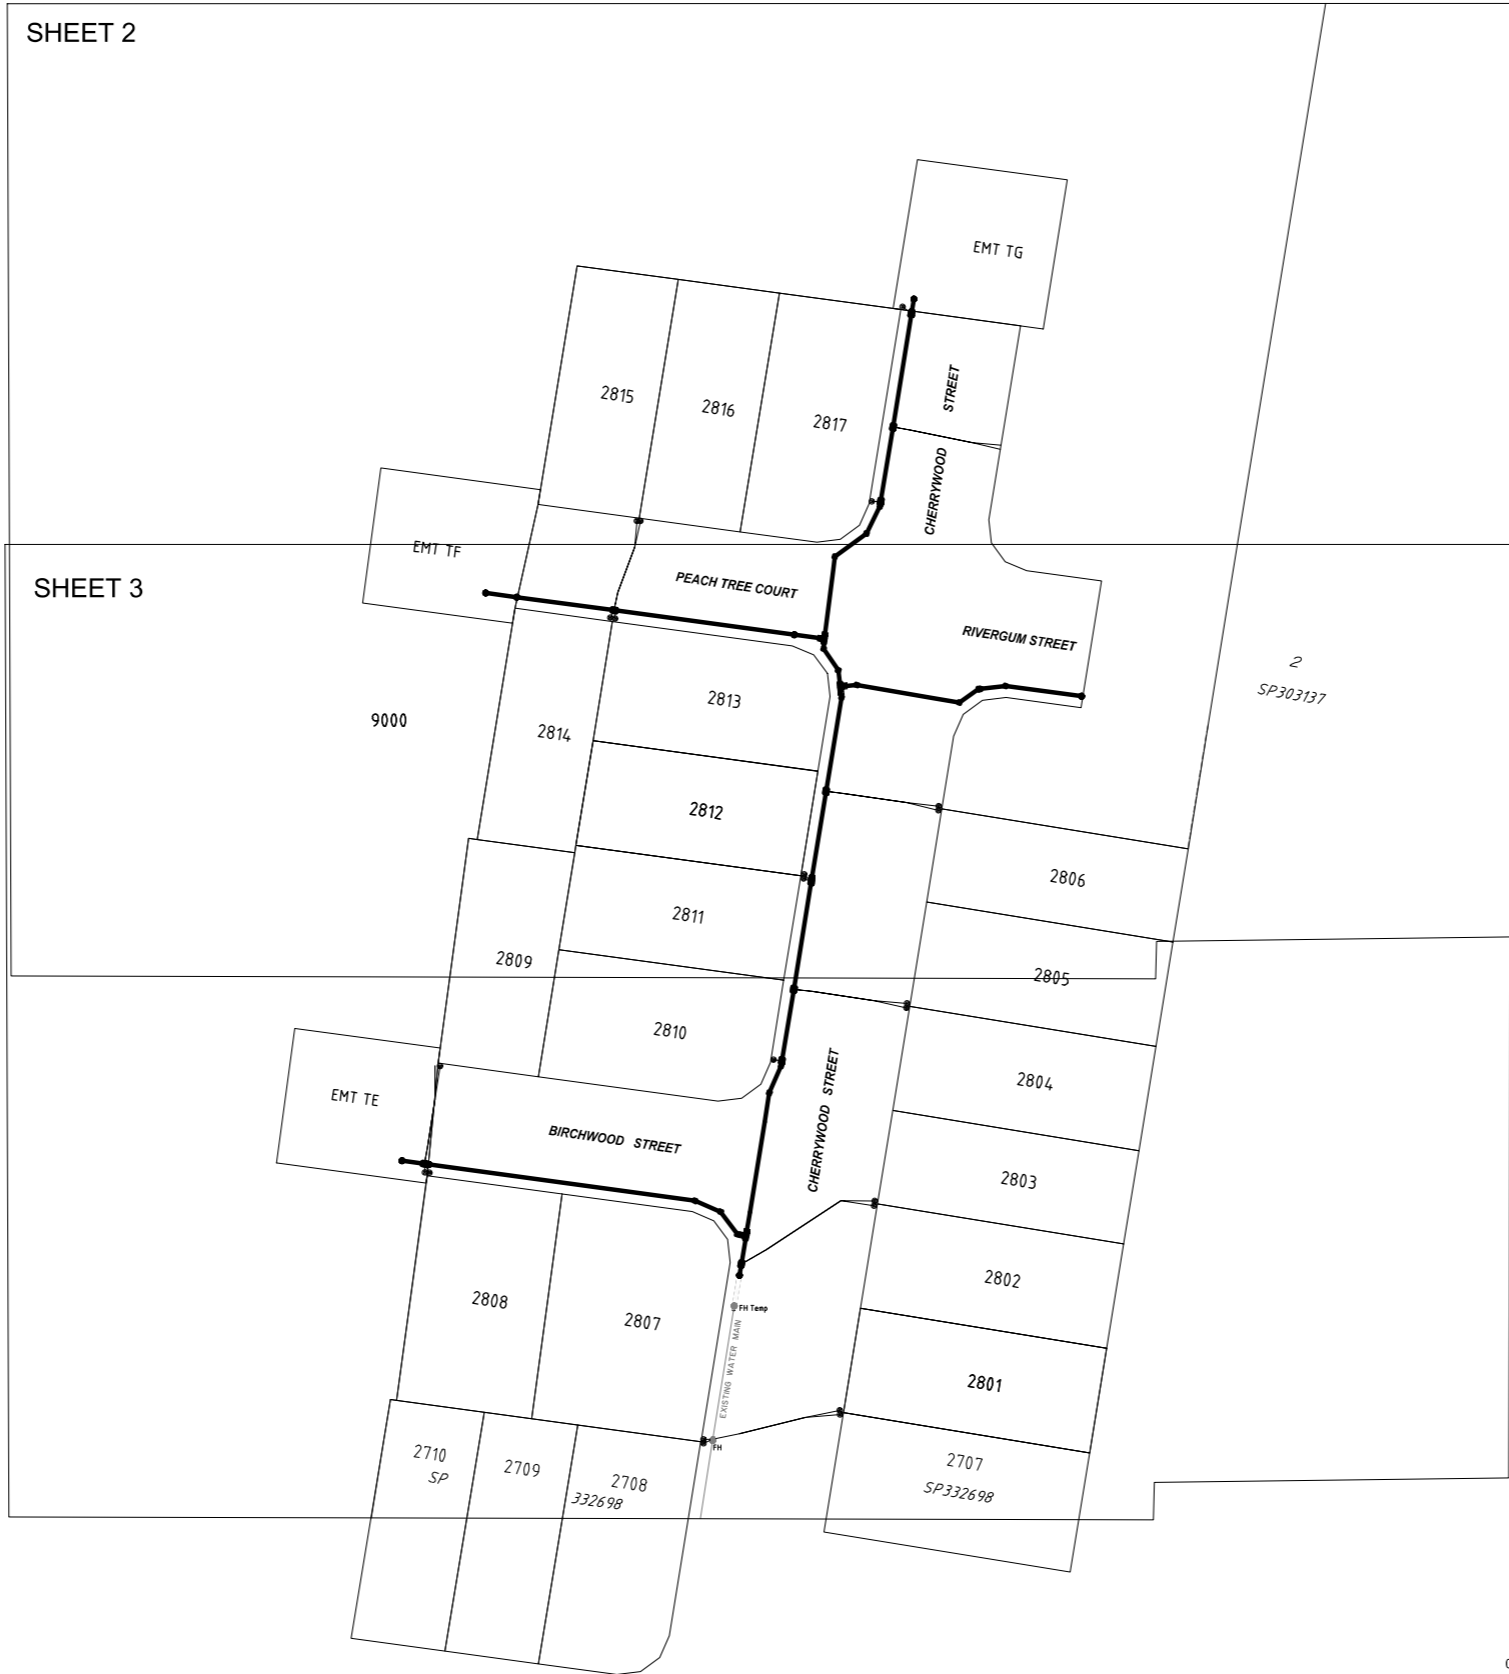 SHEET 2
EMT TG
2815
2816
2817
STREET
CHERRYWOOD
EMT TF
SHEET 3
PEACH TREE COURT
RIVERGUM STREET
2
SP303137
9000
2813
2814
2812
2806
2811
2809
2805
2810
2804
EMT TE
BIRCHWOOD STREET
CHERRYWOOD STREET
2803
2802
2808
2807
FH Temp
EXISTING WATER MAIN
2801
FH
2710
SP
2709
2708
332698
2707
SP332698